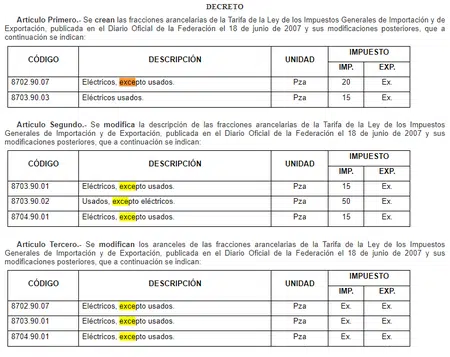 DECRETO
Artículo Primero.- Se crean las fracciones arancelarias de la Tarifa de la Ley de los Impuestos Generales de Importación y de
Exportación, publicada en el Diario Oficial de la Federación el 18 de junio de 2007 y sus modificaciones posteriores, que a
continuación se indican:
CÓDIGO DESCRIPCIÓN UNIDAD IMPUESTO
IMP. EXP.
8702.90.07 Eléctricos, excepto usados. Pza 20 Ex.
8703.90.03 Eléctricos usados. Pza 15 Ex.
Artículo Segundo.- Se modifica la descripción de las fracciones arancelarias de la Tarifa de la Ley de los Impuestos
Generales de Importación y de Exportación, publicada en el Diario Oficial de la Federación el 18 de junio de 2007 y sus
modificaciones posteriores, que a continuación se indican:
CÓDIGO DESCRIPCIÓN UNIDAD IMPUESTO
IMP. EXP.
8703.90.01 Eléctricos, excepto usados. Pza 15 Ex.
8703.90.02 Usados, excepto eléctricos. Pza 50 Ex.
8704.90.01 Eléctricos, excepto usados. Pza 15 Ex.
Artículo Tercero.- Se modifican los aranceles de las fracciones arancelarias de la Tarifa de la Ley de los Impuestos
Generales de Importación y de Exportación, publicada en el Diario Oficial de la Federación el 18 de junio de 2007 y sus
modificaciones posteriores, que a continuación se indican:
CÓDIGO DESCRIPCIÓN UNIDAD IMPUESTO
IMP. EXP.
8702.90.07 Eléctricos, excepto usados. Pza Ex. Ex.
8703.90.01 Eléctricos, excepto usados. Pza Ex. Ex.
8704.90.01 Eléctricos, excepto usados. Pza Ex. Ex.